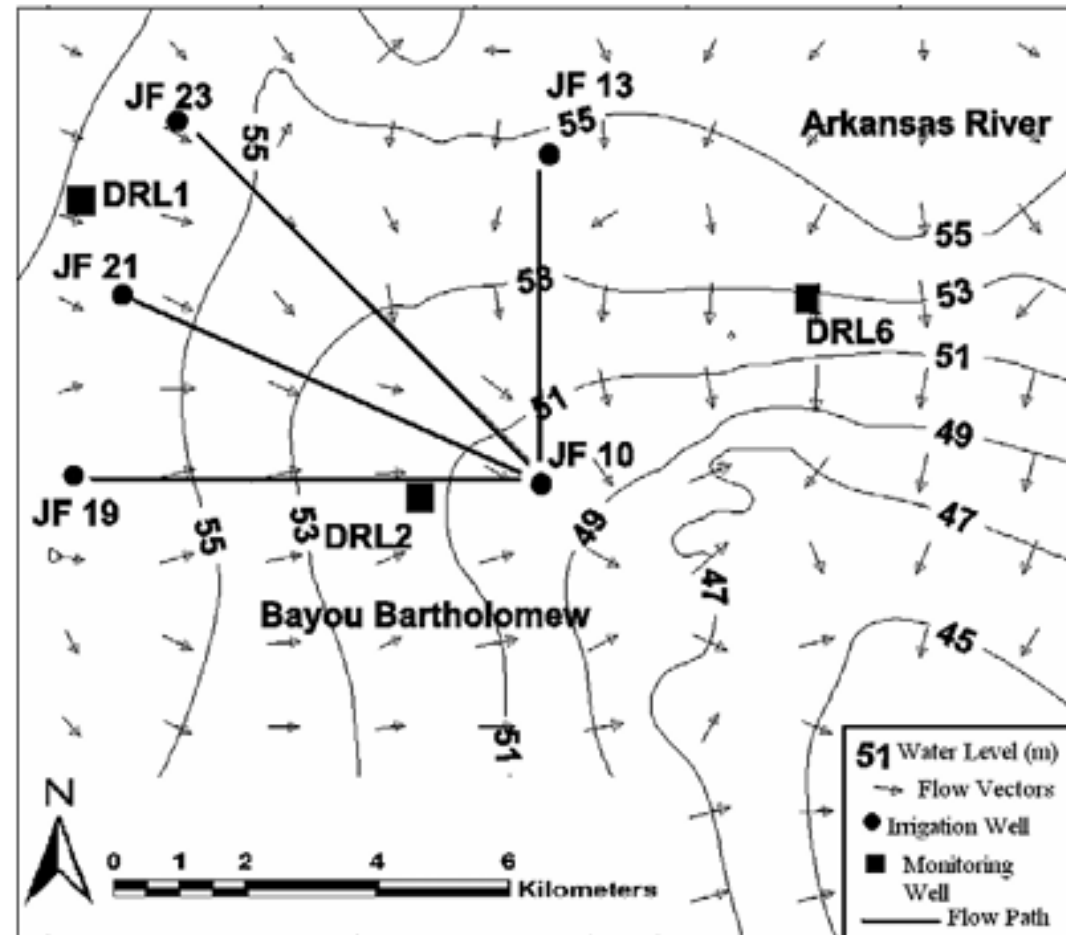 JF 23
JF 13
55
55
Arkansas River
DRL1
55
JF 21
53
53
DRL6
51
51
49
JF 10
JF 19
55
53
DRL2
49
47
47
Bayou Bartholomew
45
51
51 Water Level (m)
Flow Vectors
Irrigation Well
Monitoring
Well
Flow Path
N
0 1 2 4 6
Kilometers